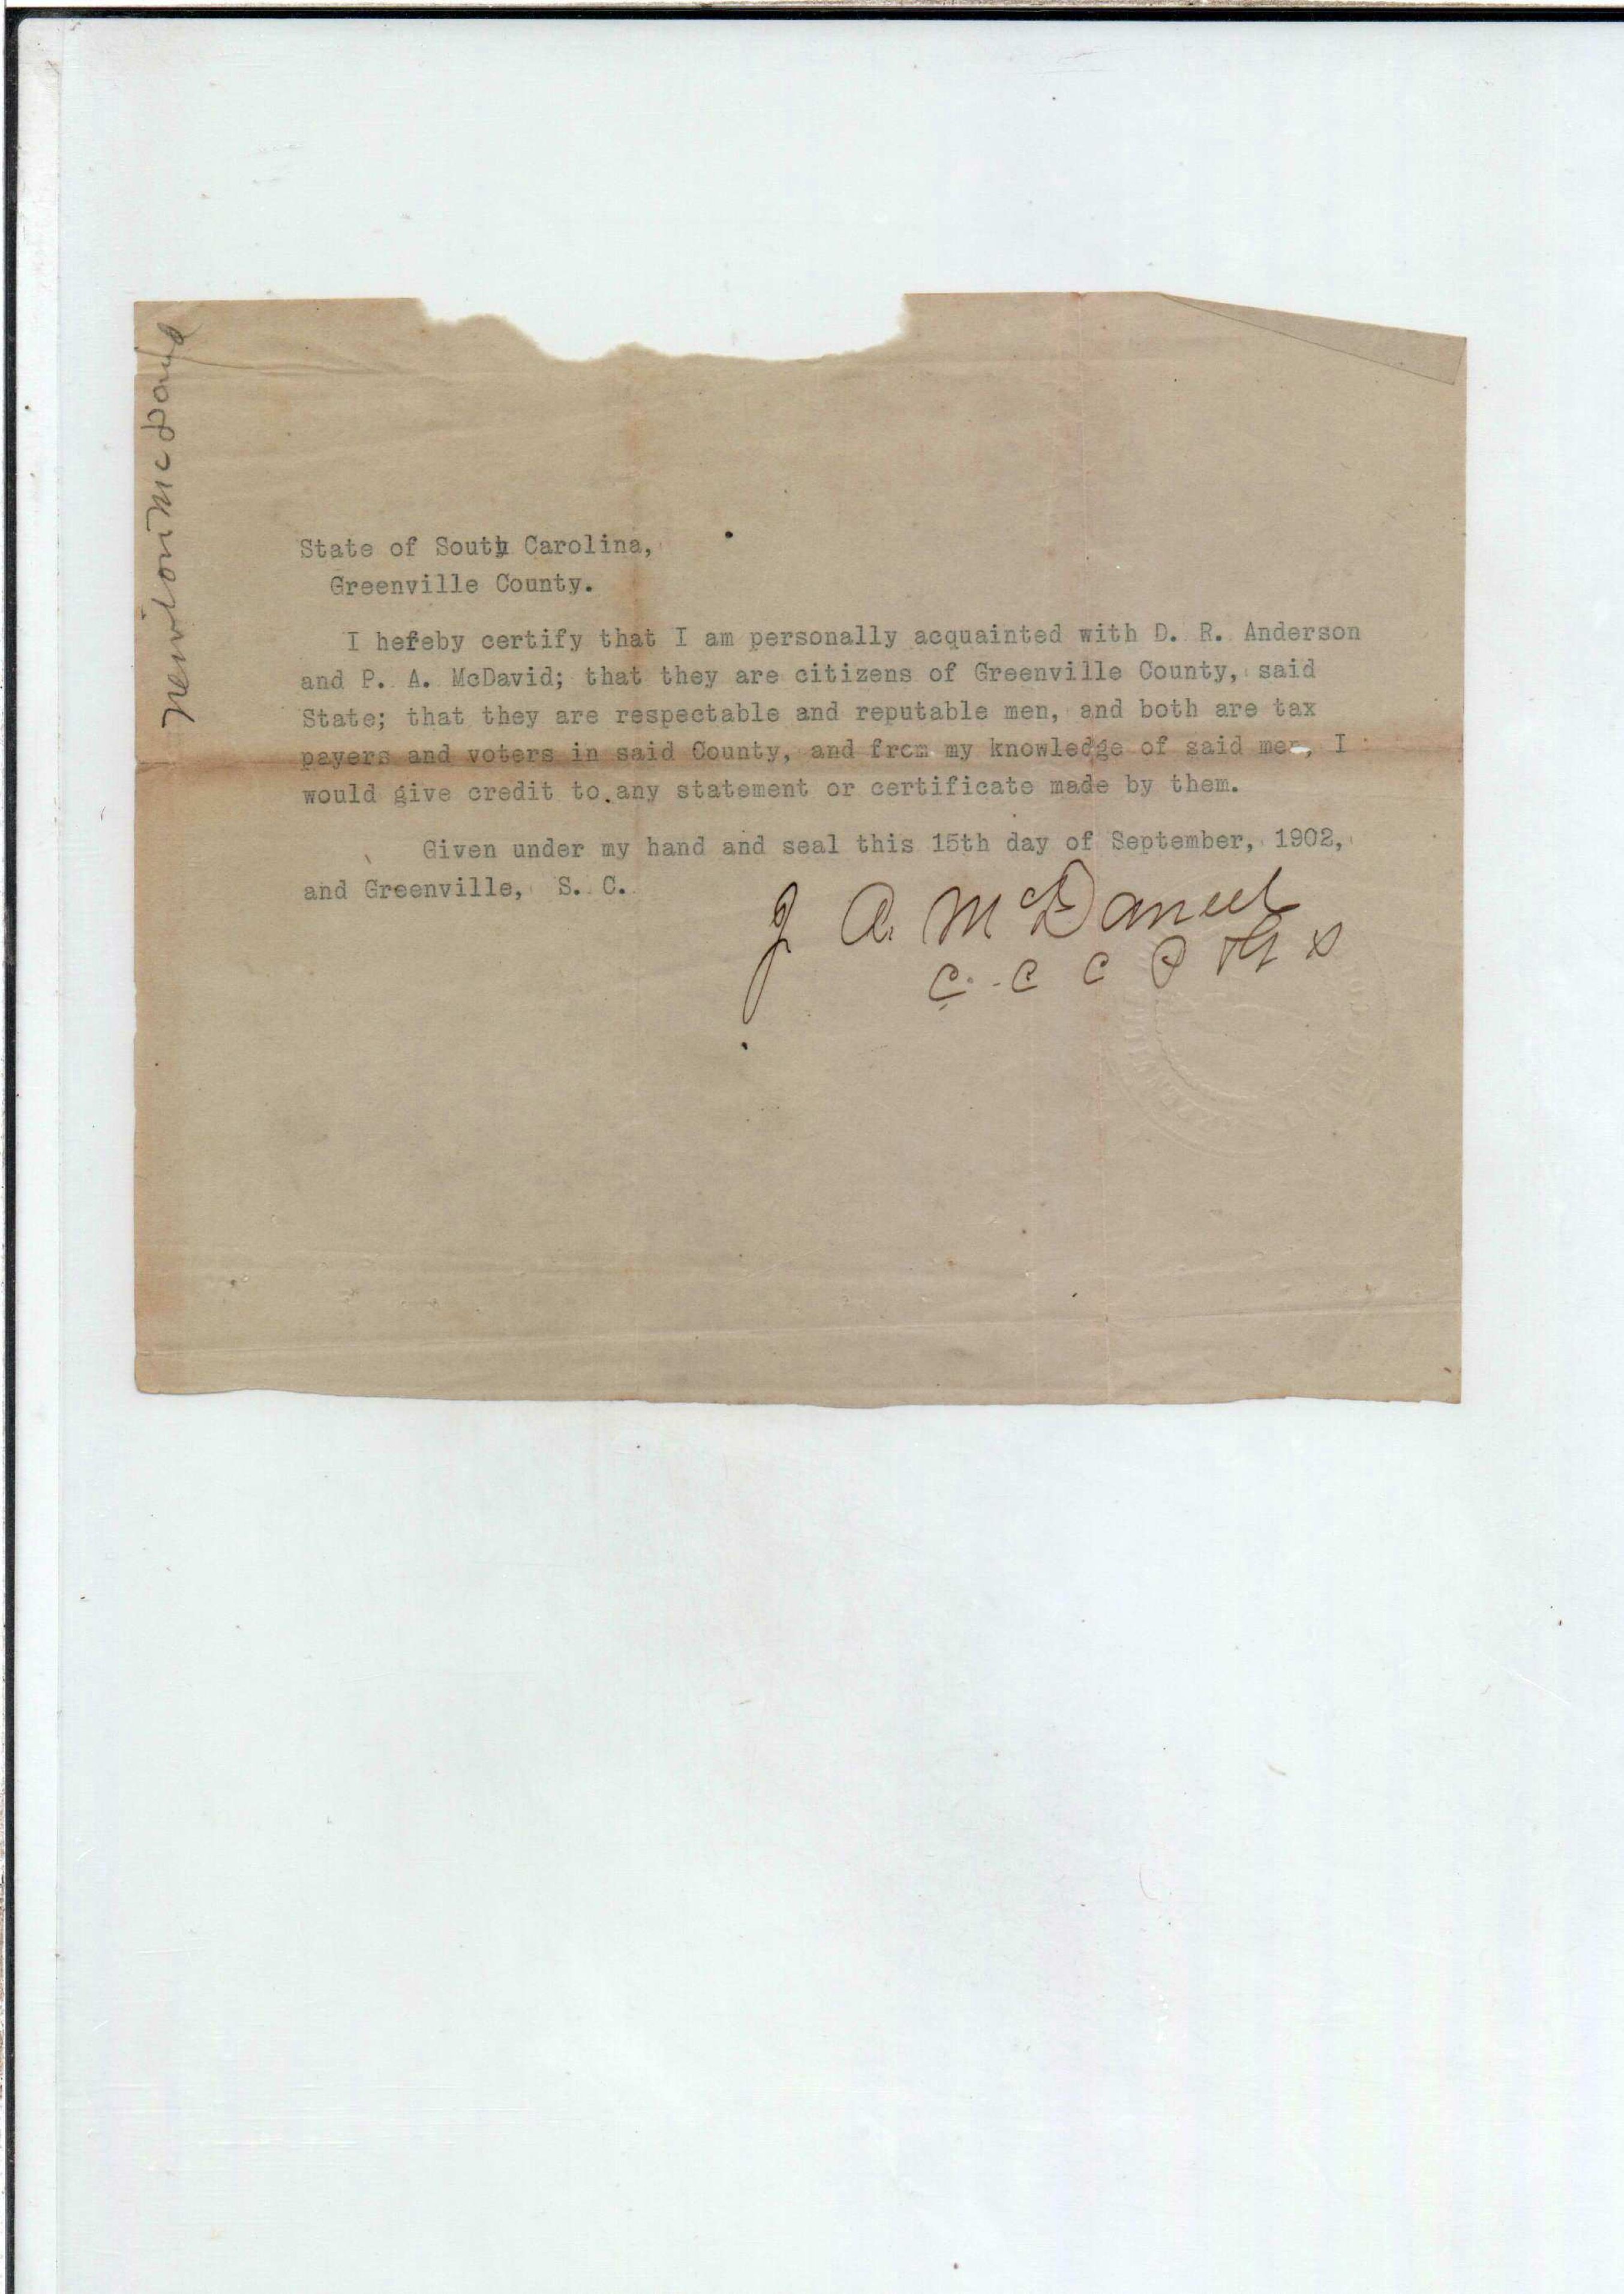 State of South Carolina,
Greenville County.
I hereby certify that I am personally acquainted with D. R. Anderson
and P. A. McDavid; that they are citizens of Greenville County, said
State; that they are respectable and reputable men, and both are tax
payers and voters in said County, and from my knowledge of said men, I
would give credit to any statement or certificate made by them.
Given under my hand and seal this 15th day of September, 1902,
and Greenville, S. C.
J A. McDaniel
C. C C P
McDavid